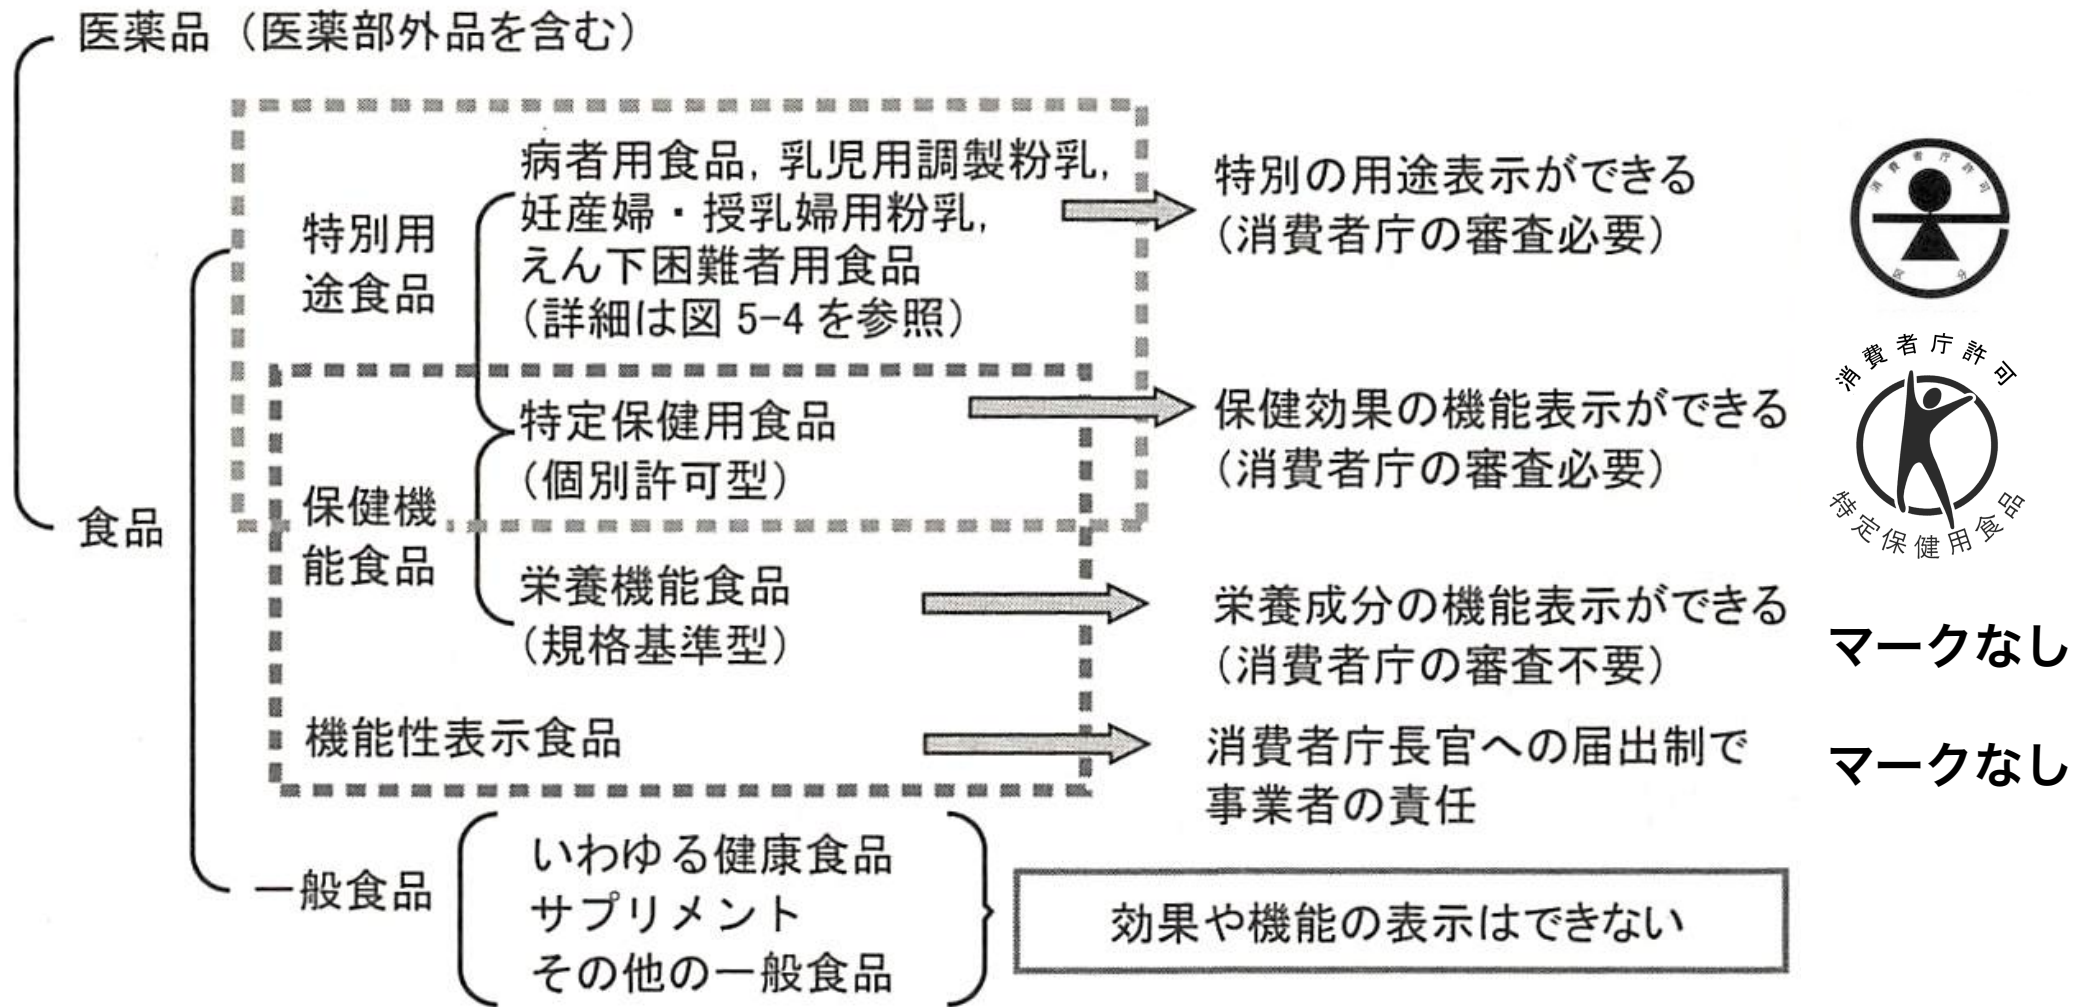 医薬品（医薬部外品を含む）
特別用
途食品
病者用食品，乳児用調製粉乳，
妊産婦・授乳婦用粉乳，
えん下困難者用食品
（詳細は図 5-4 を参照）
特別の用途表示ができる
（消費者庁の審査必要）
消費者庁許可
区分
食品
保健機
能食品
特定保健用食品
（個別許可型）
保健効果の機能表示ができる
（消費者庁の審査必要）
消費者庁許可
特定保健用食品
栄養機能食品
（規格基準型）
栄養成分の機能表示ができる
（消費者庁の審査不要）
マークなし
機能性表示食品
消費者庁長官への届出制で
事業者の責任
マークなし
一般食品
いわゆる健康食品
サプリメント
その他の一般食品
効果や機能の表示はできない